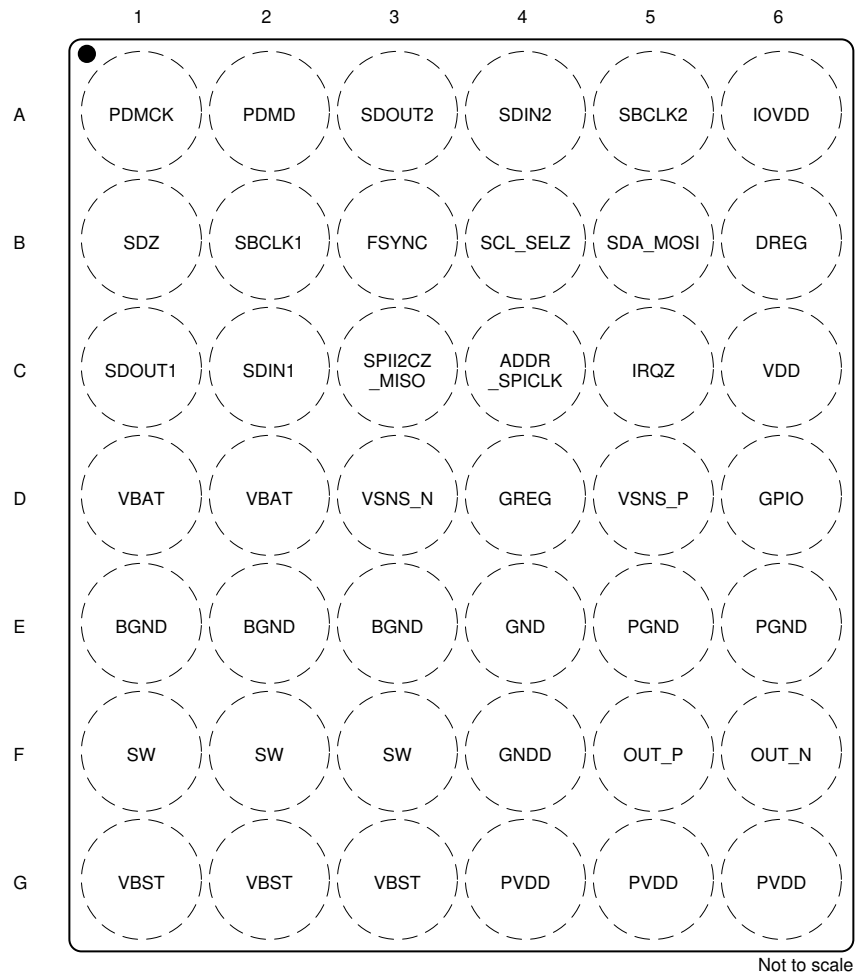 1 2 3 4 5 6
A PDMCK PDMD SDOUT2 SDIN2 SBCLK2 IOVDD
B SDZ SBCLK1 FSYNC SCL_SELZ SDA_MOSI DREG
C SDOUT1 SDIN1 SPII2CZ
_MISO ADDR
_SPICLK IRQZ VDD
D VBAT VBAT VSNS_N GREG VSNS_P GPIO
E BGND BGND BGND GND PGND PGND
F SW SW SW GNDD OUT_P OUT_N
G VBST VBST VBST PVDD PVDD PVDD
Not to scale